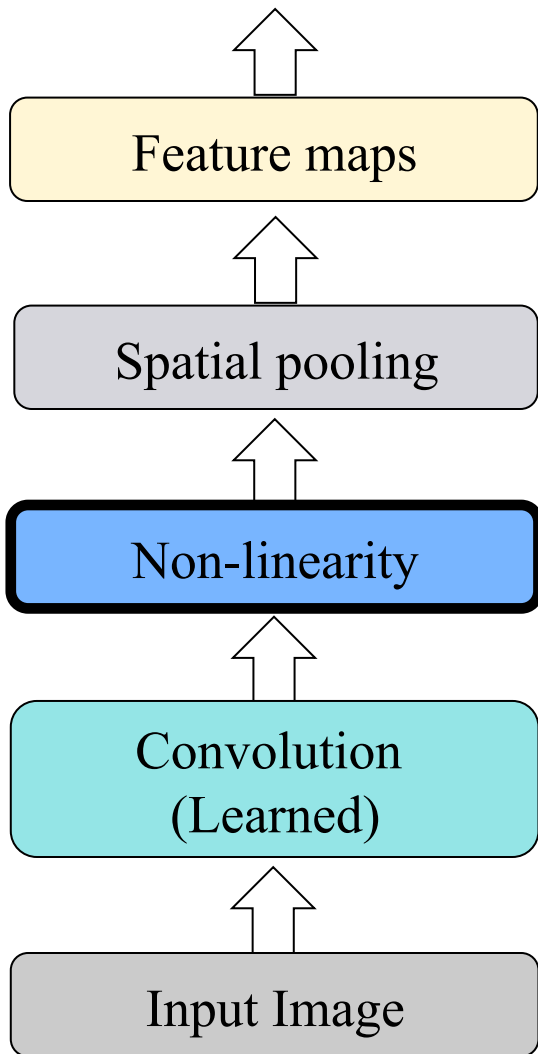 Feature maps
Spatial pooling
Non-linearity
Convolution
(Learned)
Input Image